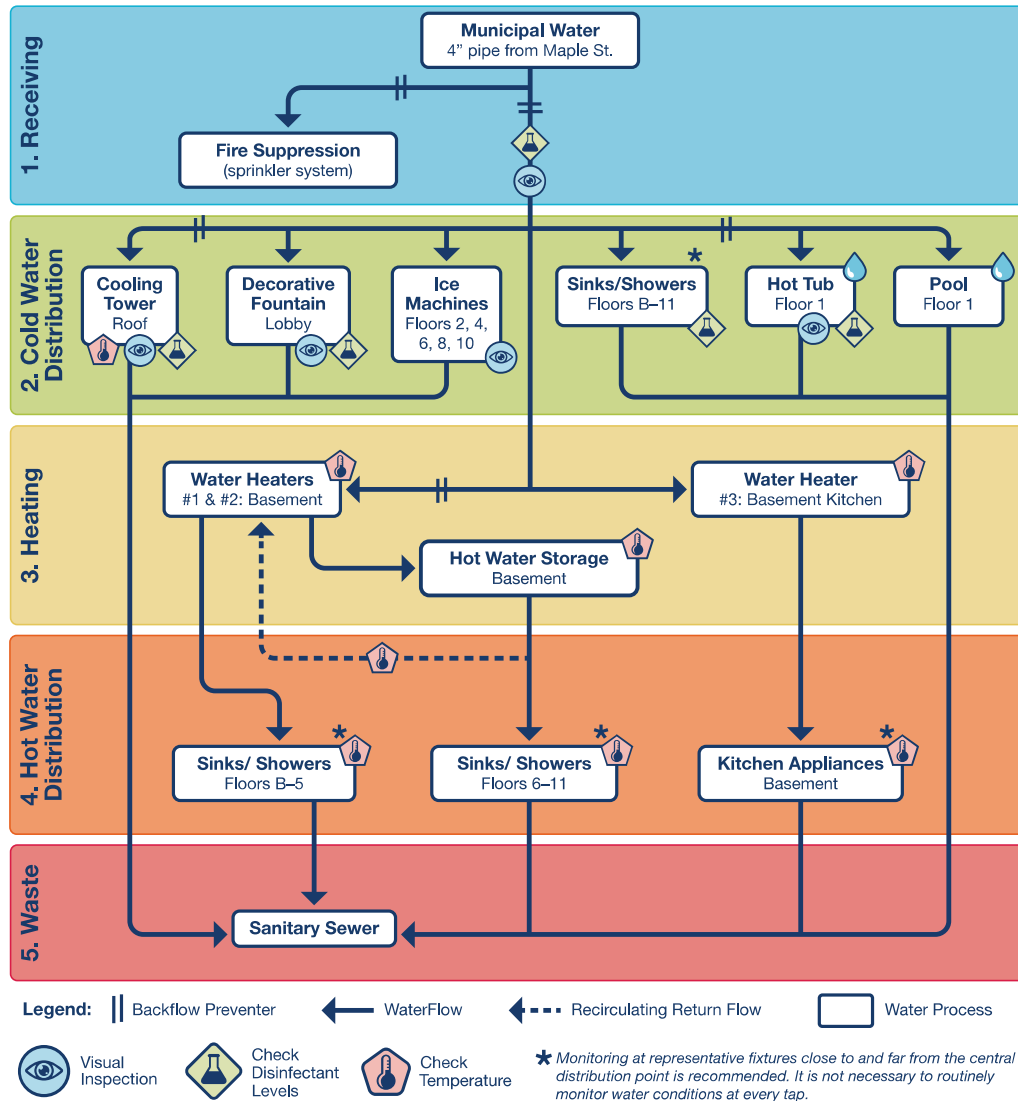 1. Receiving
Municipal Water
4” pipe from Maple St.
Fire Suppression
(sprinkler system)
2. Cold Water
Distribution
Cooling
Tower
Roof
Decorative
Fountain
Lobby
Ice
Machines
Floors 2, 4,
6, 8, 10
*
Sinks/Showers
Floors B–11
Hot Tub
Floor 1
Pool
Floor 1
3. Heating
Water Heaters
#1 & #2: Basement
Water Heater
#3: Basement Kitchen
Hot Water Storage
Basement
4. Hot Water
Distribution
*
Sinks/ Showers
Floors B–5
*
Sinks/ Showers
Floors 6–11
*
Kitchen Appliances
Basement
5. Waste
Sanitary Sewer
Legend:
Backflow Preventer
WaterFlow
Recirculating Return Flow
Water Process
Visual
Inspection
Check
Disinfectant
Levels
Check
Temperature
* Monitoring at representative fixtures close to and far from the central
distribution point is recommended. It is not necessary to routinely
monitor water conditions at every tap.